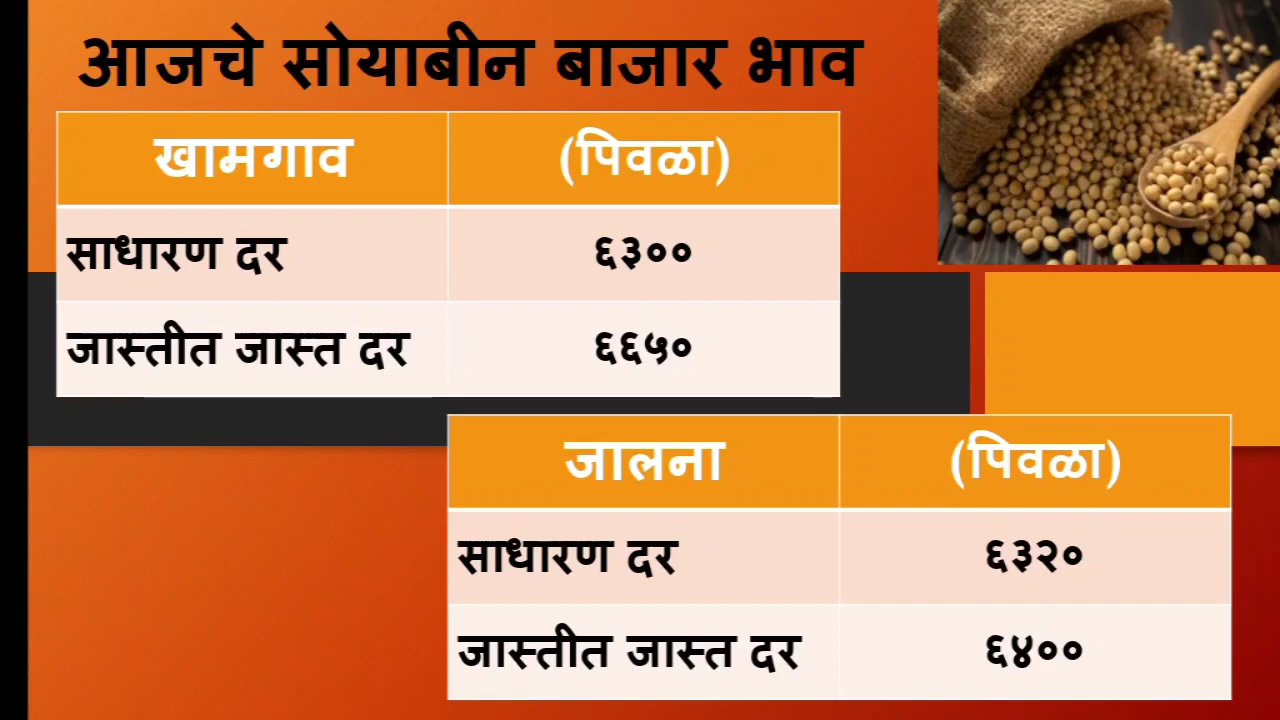 आजचे सोयाबीन बाजार भाव
खामगाव (पिवळा)
साधारण दर ६३००
जास्तीत जास्त दर ६६५०
जालना (पिवळा)
साधारण दर ६३२०
जास्तीत जास्त दर ६४००